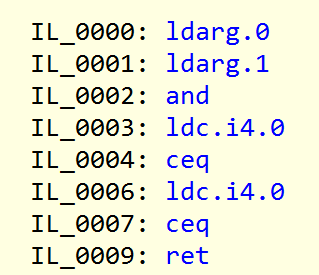 IL_0000: ldarg.0
IL_0001: ldarg.1
IL_0002: and
IL_0003: ldc.i4.0
IL_0004: ceq
IL_0006: ldc.i4.0
IL_0007: ceq
IL_0009: ret